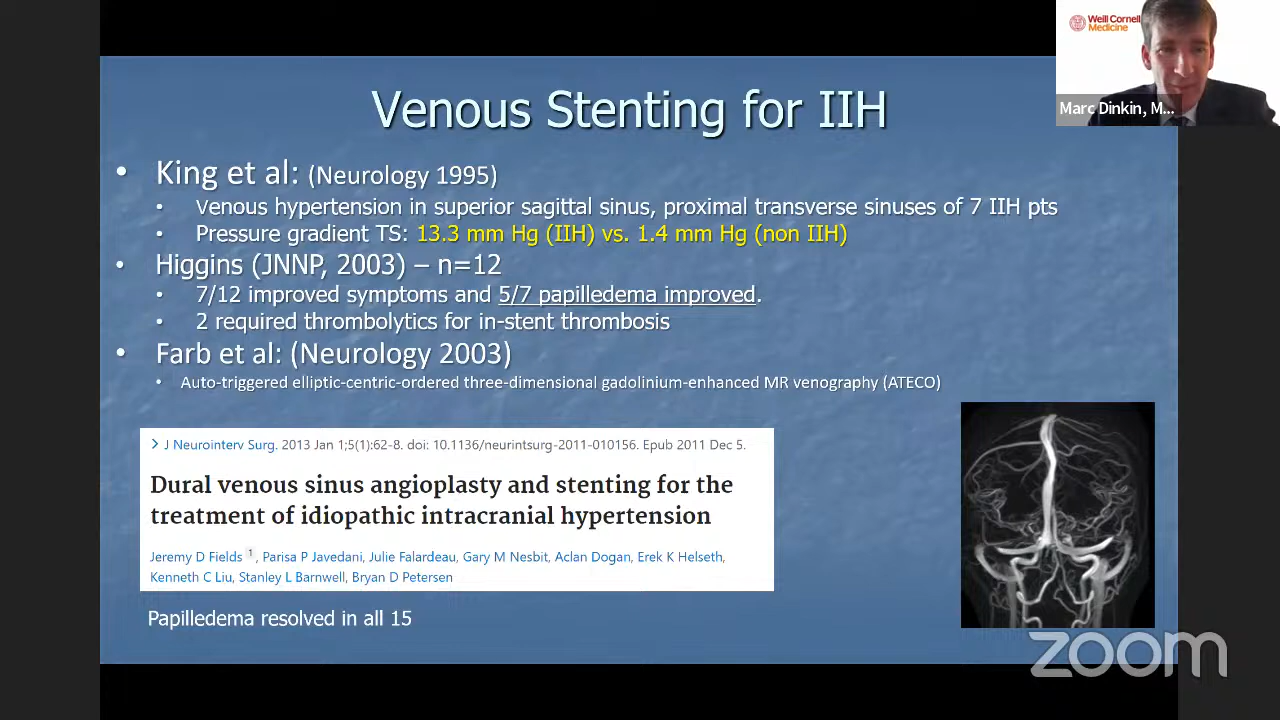 Weill Cornell
Medicine
Marc Dinkin, M...
Venous Stenting for IIH
• King et al: (Neurology 1995)
• Venous hypertension in superior sagittal sinus, proximal transverse sinuses of 7 IIH pts
• Pressure gradient TS: 13.3 mm Hg (IIH) vs. 1.4 mm Hg (non IIH)
• Higgins (JNNP, 2003) – n=12
• 7/12 improved symptoms and 5/7 papilledema improved.
• 2 required thrombolytics for in-stent thrombosis
• Farb et al: (Neurology 2003)
• Auto-triggered elliptic-centric-ordered three-dimensional gadolinium-enhanced MR venography (ATECO)
> J Neurointerv Surg. 2013 Jan 1;5(1):62-8. doi: 10.1136/neurintsurg-2011-010156. Epub 2011 Dec 5.
Dural venous sinus angioplasty and stenting for the
treatment of idiopathic intracranial hypertension
Jeremy D Fields 1, Parisa P Javedani, Julie Falardeau, Gary M Nesbit, Aclan Dogan, Erek K Helseth,
Kenneth C Liu, Stanley L Barnwell, Bryan D Petersen
Papilledema resolved in all 15
zoom